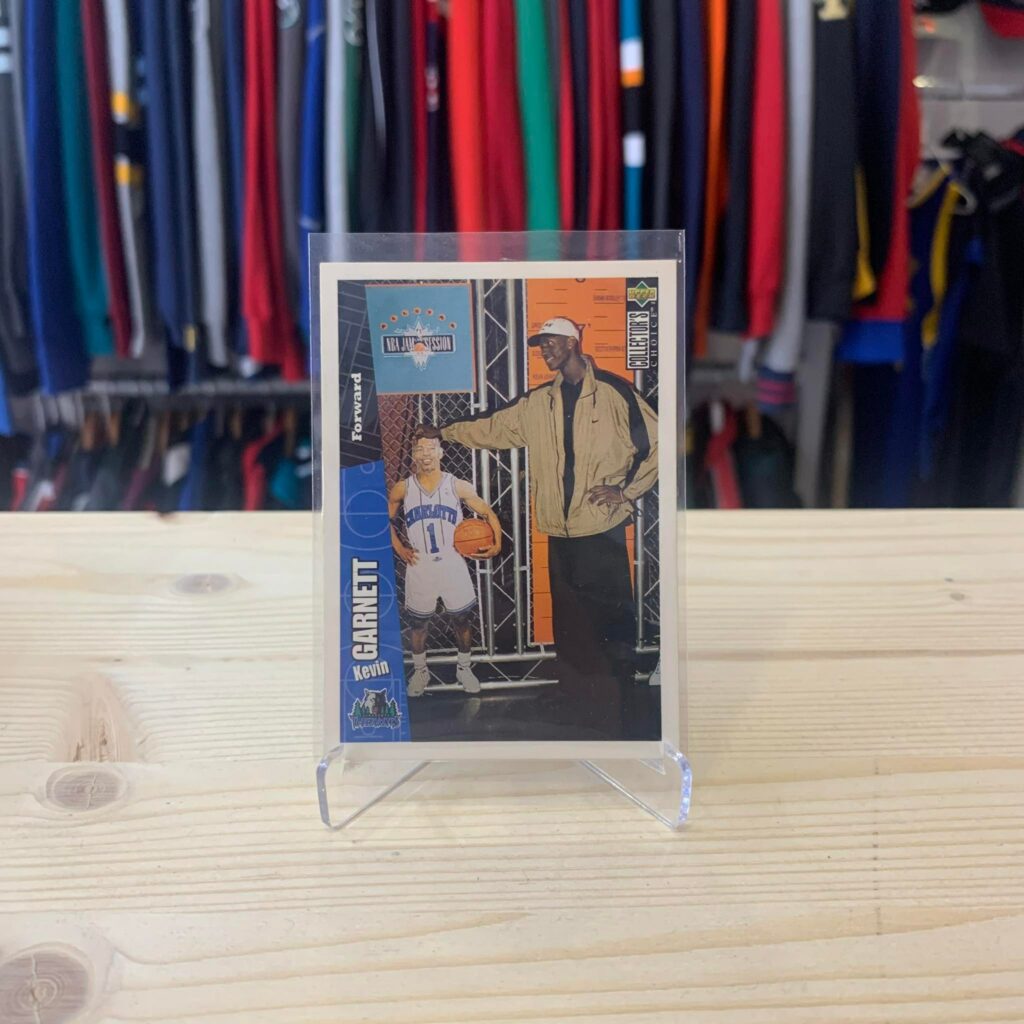 NBA JAM SESSION
COLLECTOR'S
CHOICE
Forward
CHARLOTTE
1
Kevin
GARNETT